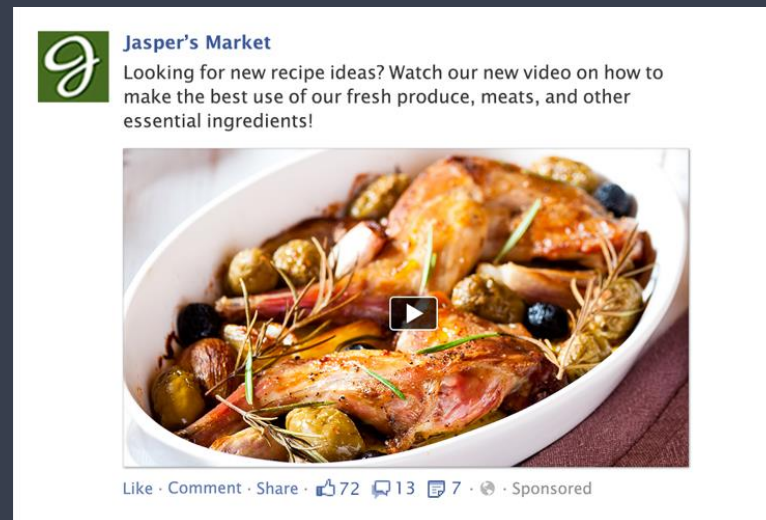 Jasper's Market
Looking for new recipe ideas? Watch our new video on how to
make the best use of our fresh produce, meats, and other
essential ingredients!
Like · Comment · Share · 72 13 7 · · Sponsored